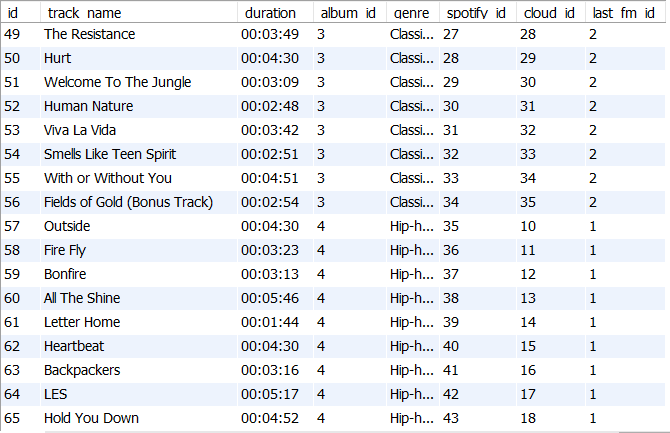 id track_name duration album_id genre spotify_id cloud_id last_fm_id
49 The Resistance 00:03:49 3 Classi... 27 28 2
50 Hurt 00:04:30 3 Classi... 28 29 2
51 Welcome To The Jungle 00:03:09 3 Classi... 29 30 2
52 Human Nature 00:02:48 3 Classi... 30 31 2
53 Viva La Vida 00:03:42 3 Classi... 31 32 2
54 Smells Like Teen Spirit 00:02:51 3 Classi... 32 33 2
55 With or Without You 00:04:51 3 Classi... 33 34 2
56 Fields of Gold (Bonus Track) 00:02:54 3 Classi... 34 35 2
57 Outside 00:04:30 4 Hip-h... 35 10 1
58 Fire Fly 00:03:23 4 Hip-h... 36 11 1
59 Bonfire 00:03:13 4 Hip-h... 37 12 1
60 All The Shine 00:05:46 4 Hip-h... 38 13 1
61 Letter Home 00:01:44 4 Hip-h... 39 14 1
62 Heartbeat 00:04:30 4 Hip-h... 40 15 1
63 Backpackers 00:03:16 4 Hip-h... 41 16 1
64 LES 00:05:17 4 Hip-h... 42 17 1
65 Hold You Down 00:04:52 4 Hip-h... 43 18 1